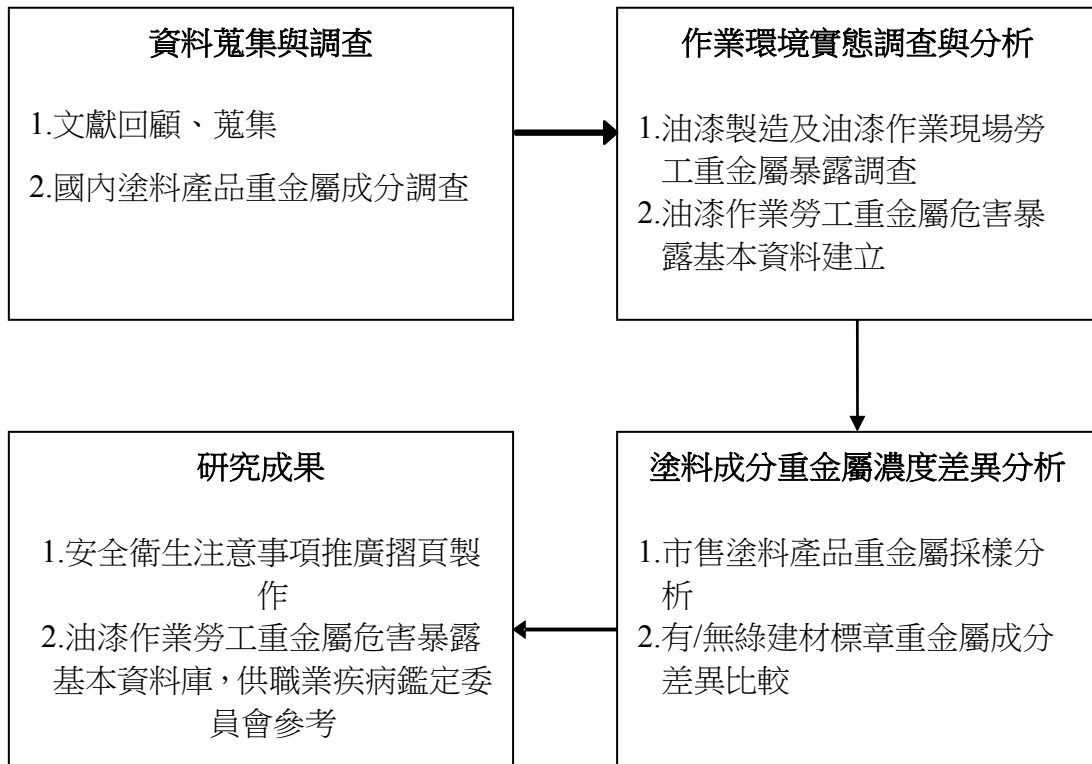 資料蒐集與調查
1.文獻回顧、蒐集
2.國內塗料產品重金屬成分調查
作業環境實態調查與分析
1.油漆製造及油漆作業現場勞
工重金屬暴露調查
2.油漆作業勞工重金屬危害暴
露基本資料建立
塗料成分重金屬濃度差異分析
1.市售塗料產品重金屬採樣分
析
2.有/無綠建材標章重金屬成分
差異比較
研究成果
1.安全衛生注意事項推廣摺頁製
作
2.油漆作業勞工重金屬危害暴露
基本資料庫，供職業疾病鑑定委
員會參考